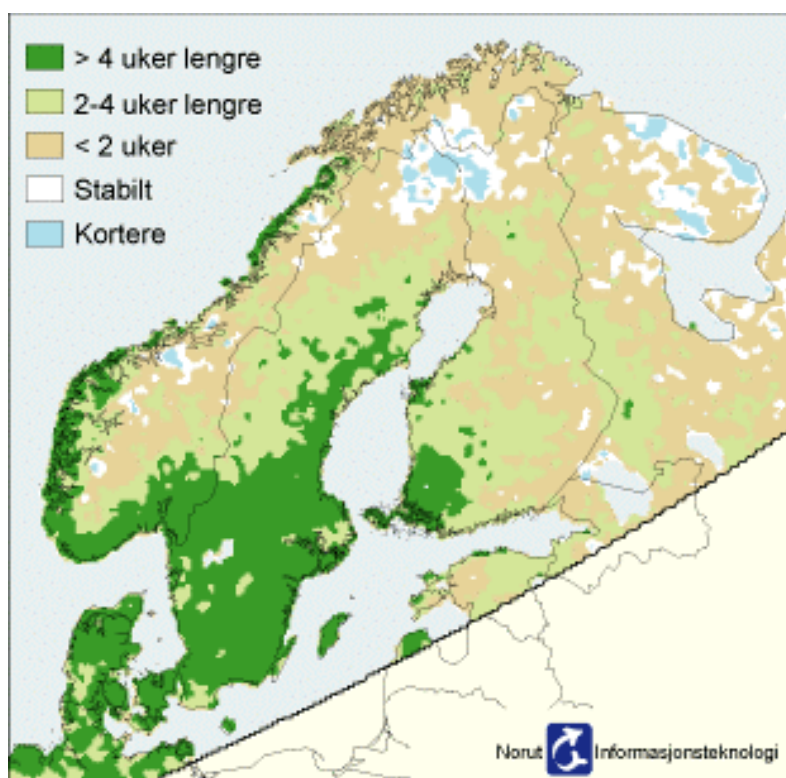 > 4 uker lengre
2-4 uker lengre
< 2 uker
Stabilt
Kortere
Norut Informasjonsteknologi